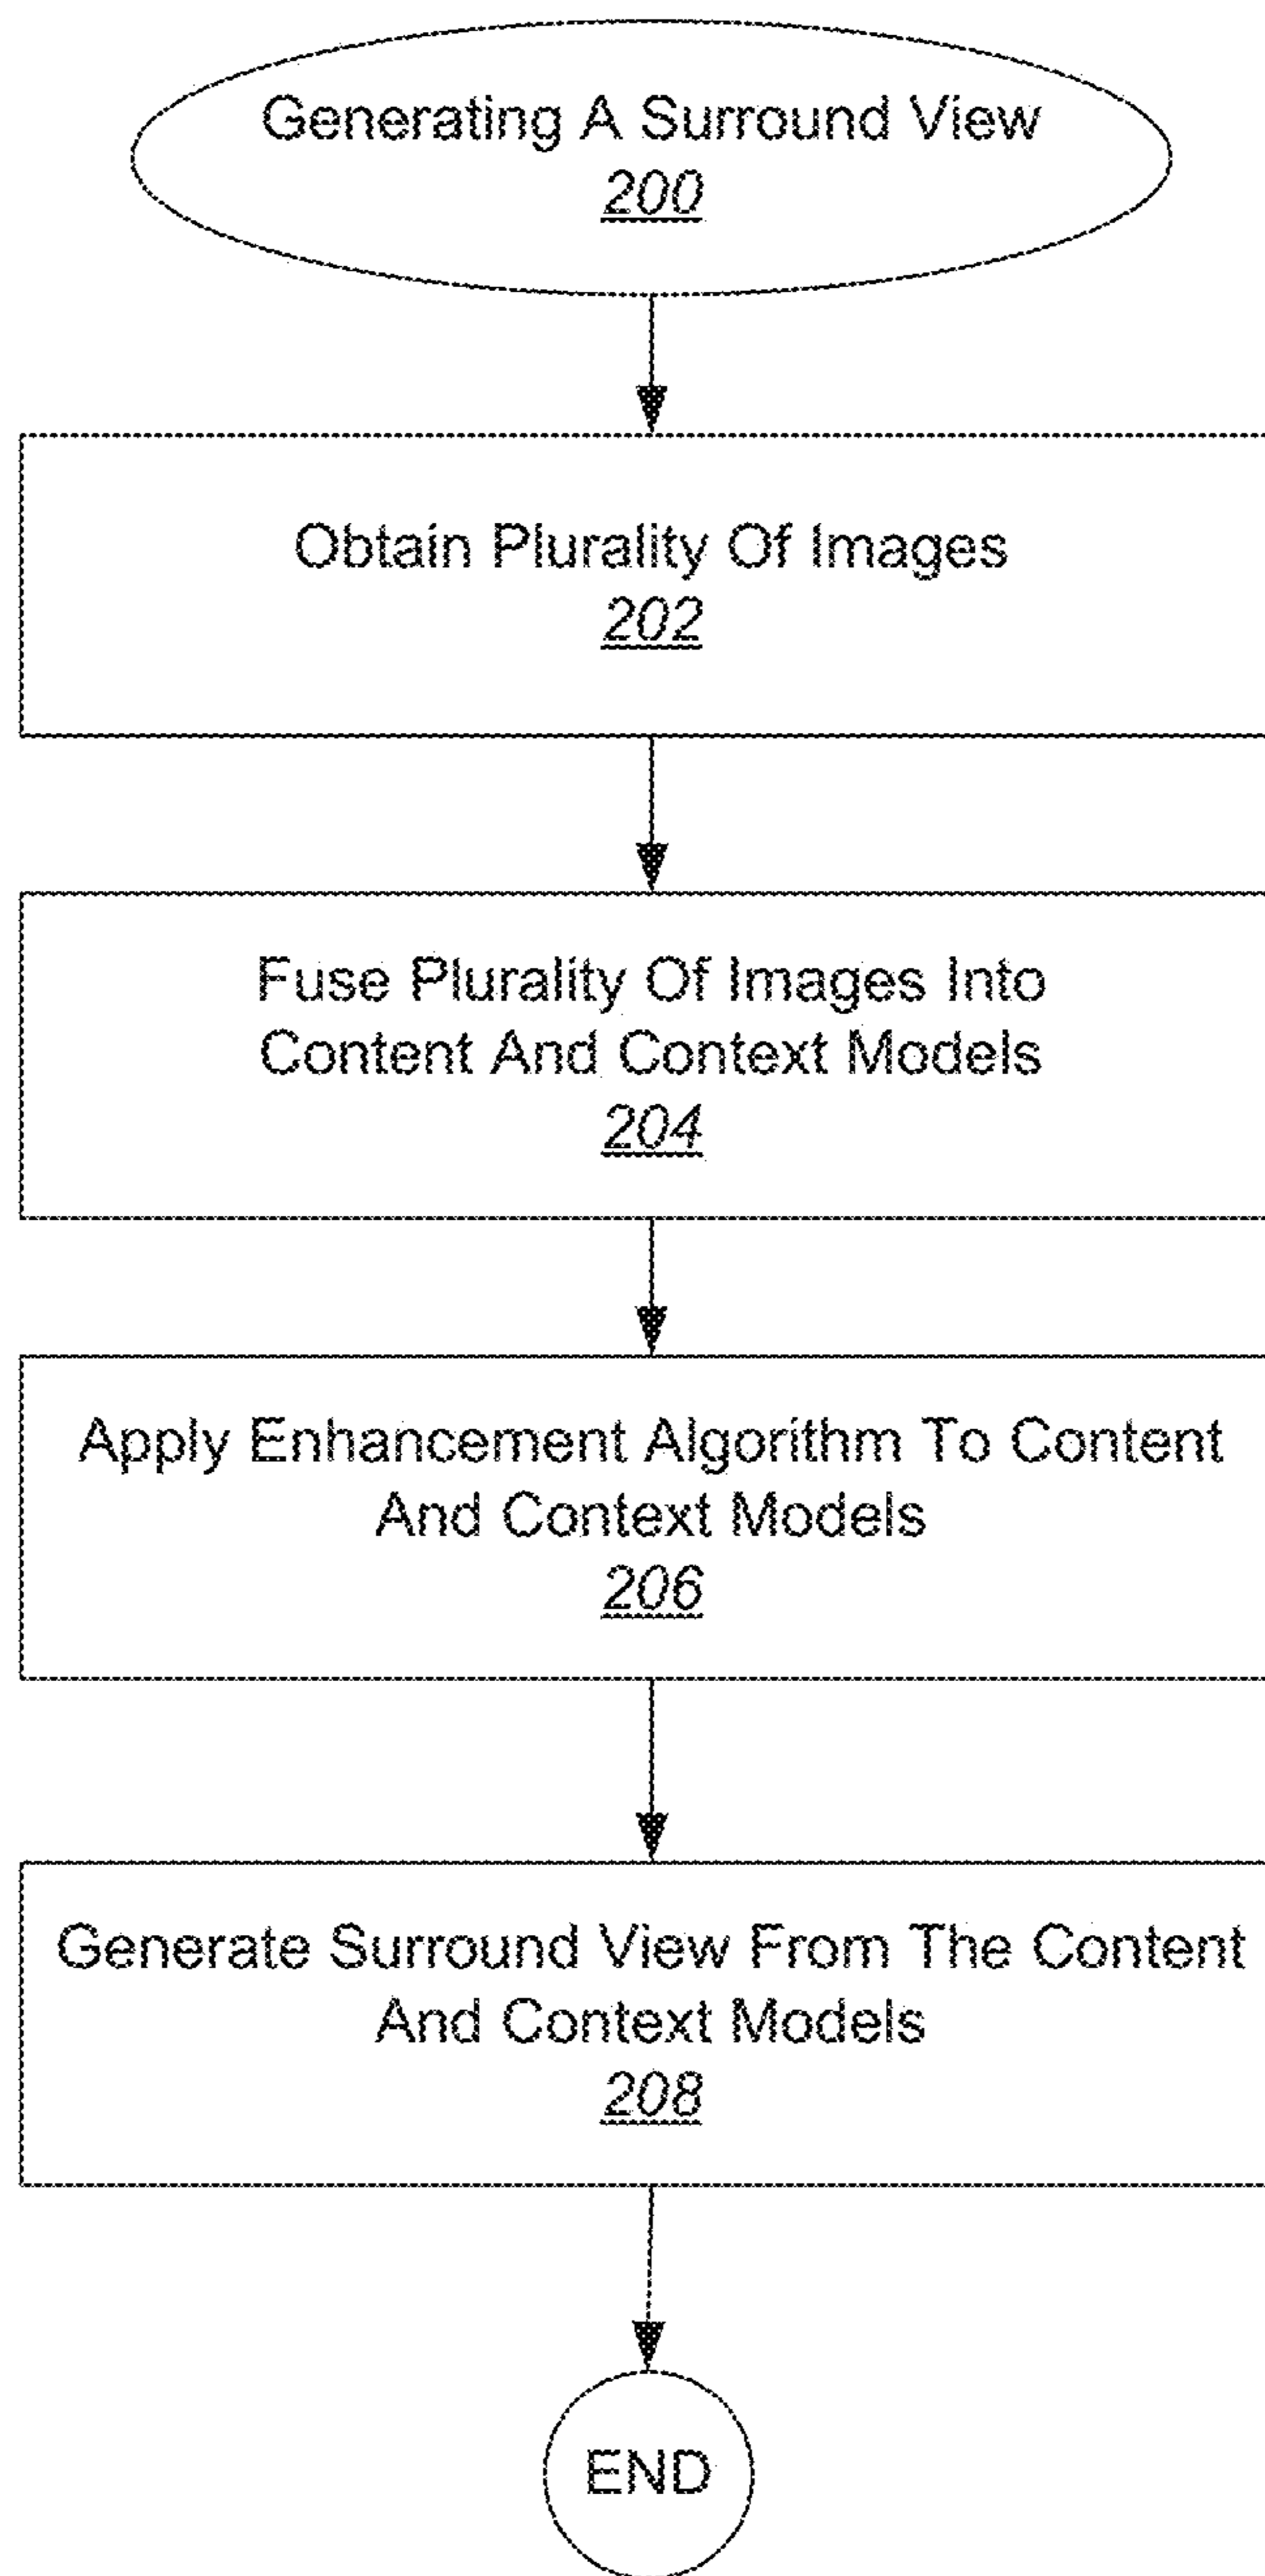 Generating A Surround View
200
Obtain Plurality Of Images
202
Fuse Plurality Of Images Into
Content And Context Models
204
Apply Enhancement Algorithm To Content
And Context Models
206
Generate Surround View From The Content
And Context Models
208
END